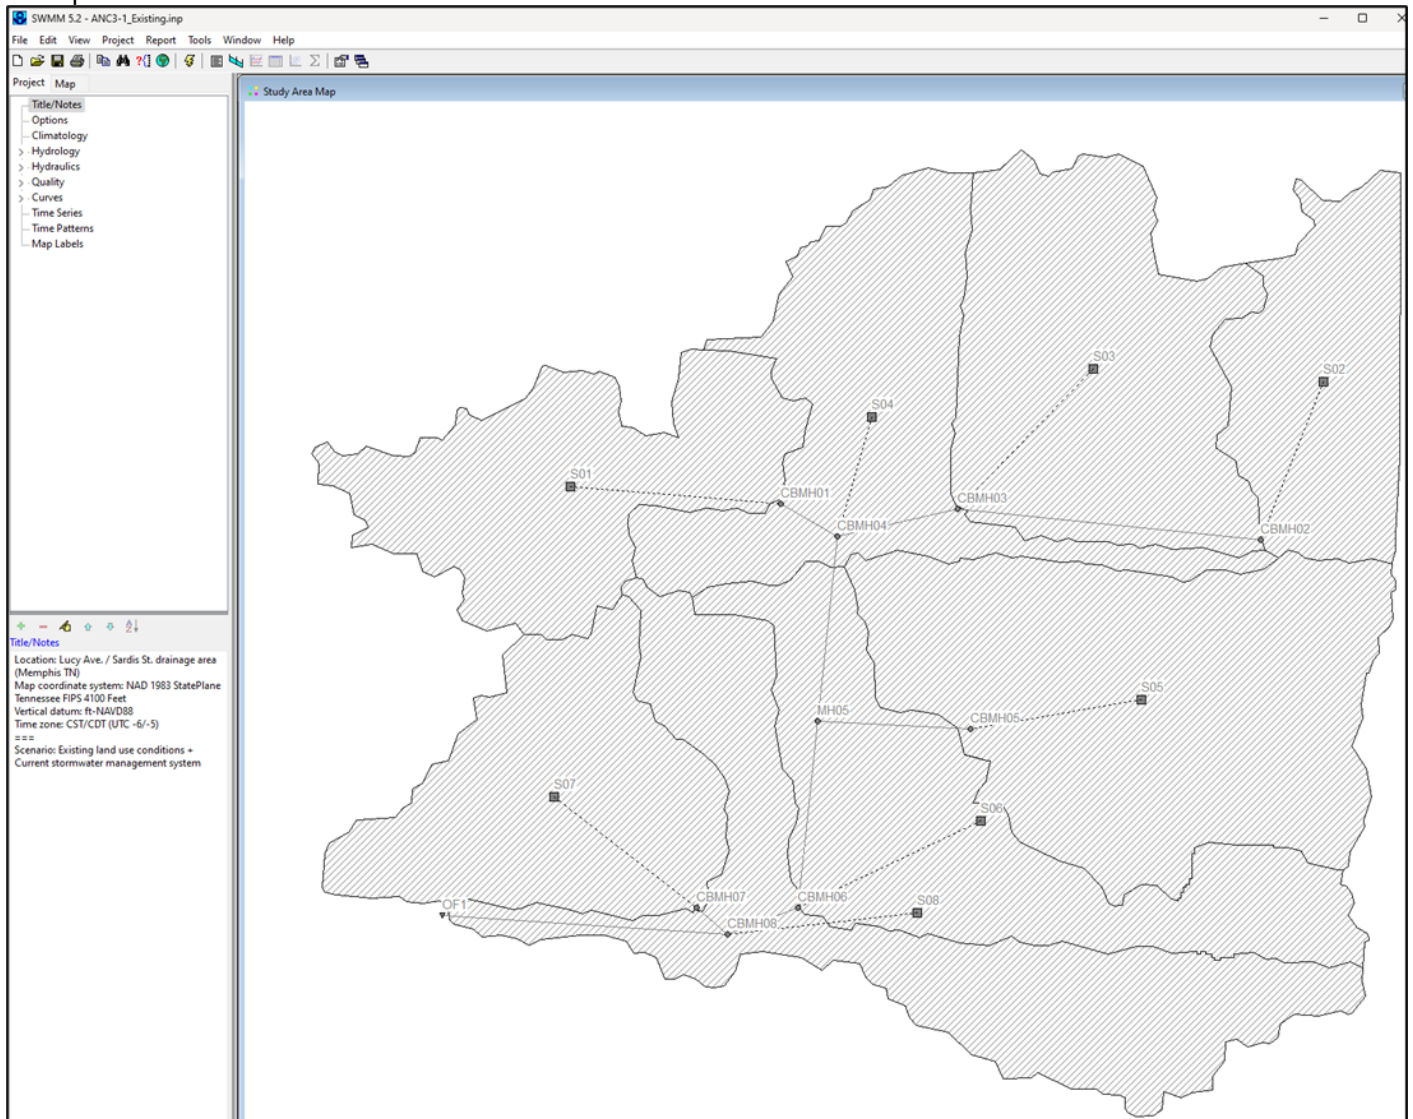 SWMM 5.2 - ANC3-1_Existing.inp
File Edit View Project Report Tools Window Help
Project Map
Study Area Map
Title/Notes
Options
Climatology
Hydrology
Hydraulics
Quality
Curves
Time Series
Time Patterns
Map Labels
S03
S02
S04
S01
CBMH01
CBMH03
CBMH04
CBMH02
Title/Notes
Location: Lucy Ave. / Sardis St. drainage area
(Memphis TN)
Map coordinate system: NAD 1983 StatePlane
Tennessee FIPS 4100 Feet
Vertical datum: ft-NAVD88
Time zone: CST/CDT (UTC -6/-5)
===
Scenario: Existing land use conditions +
Current stormwater management system
S05
MH05
CBMH05
S07
S06
CBMH07
CBMH06
OF1
S08
CBMH08